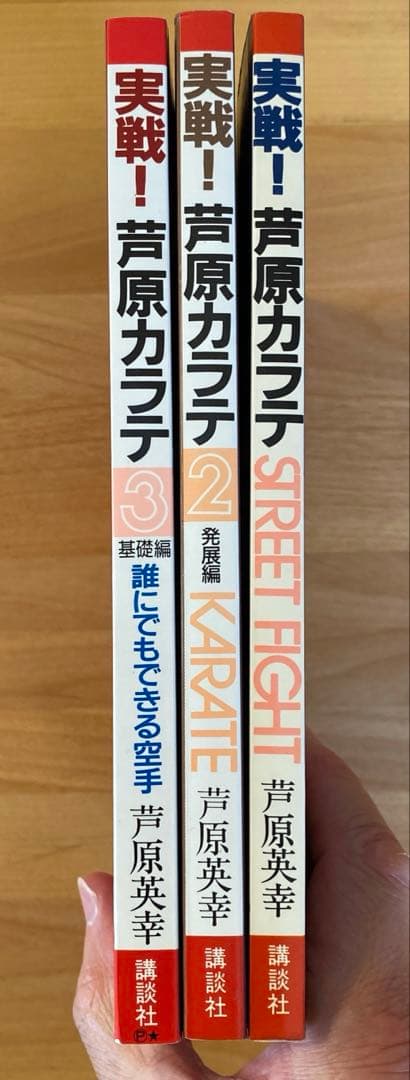 実戦！芦原カラテ
3
基礎編
誰にでもできる空手
芦原英幸
講談社
Ⓟ★
実戦！芦原カラテ
2
発展編
KARATE
芦原英幸
講談社
実戦！芦原カラテ
STREET FIGHT
芦原英幸
講談社